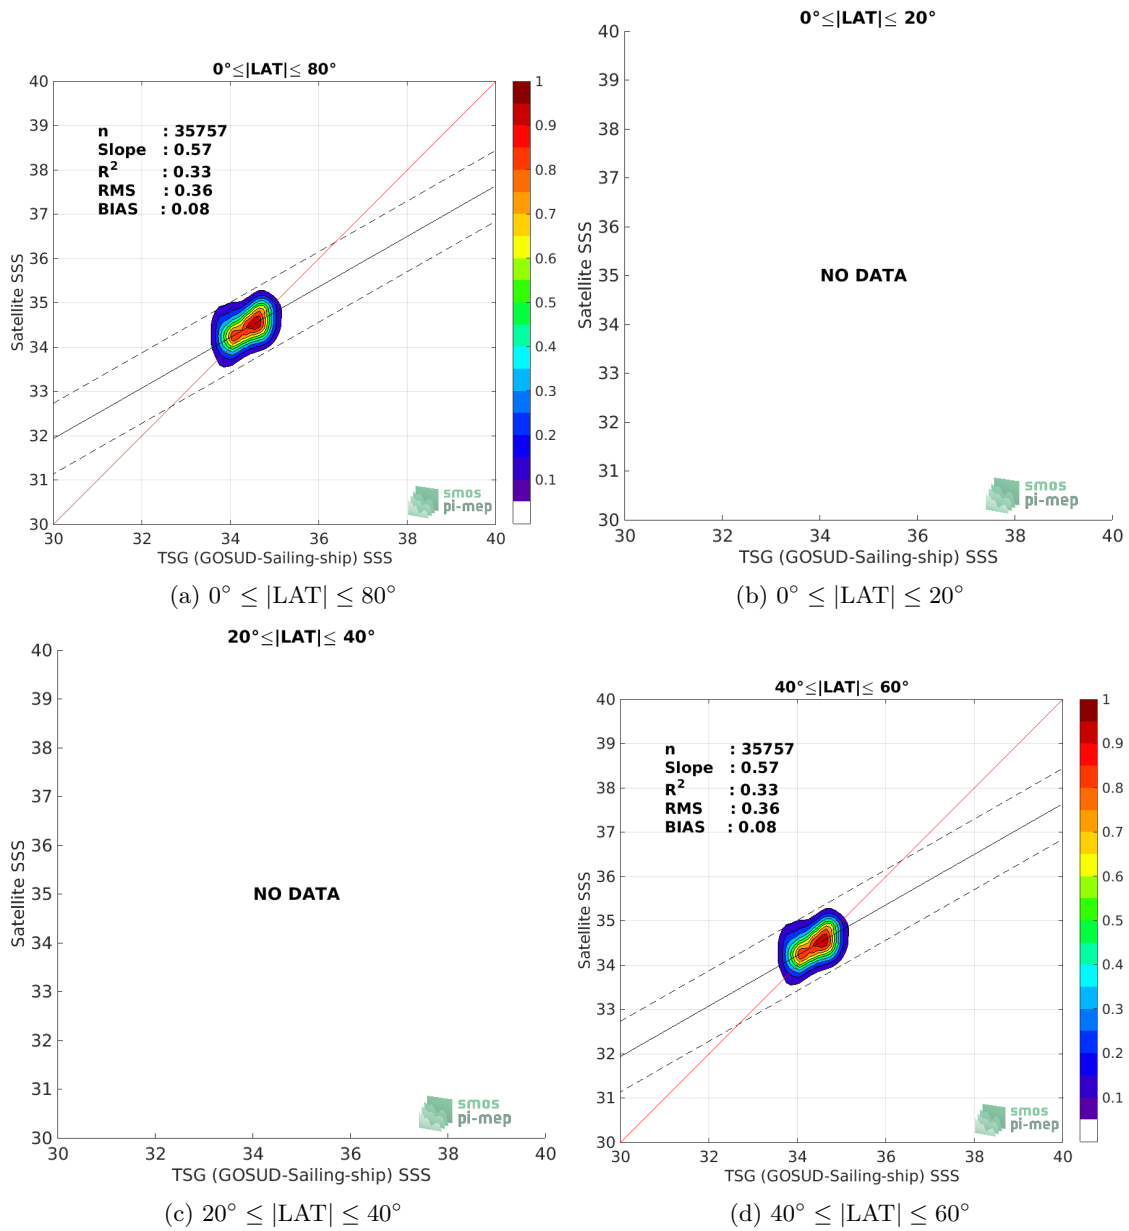 0°≤|LAT|≤ 80°
40
39
38
37
36
35
34
33
32
31
30
Satellite SSS
n : 35757
Slope : 0.57
R² : 0.33
RMS : 0.36
BIAS : 0.08
1
0.9
0.8
0.7
0.6
0.5
0.4
0.3
0.2
0.1
smos
pi-mep
30 32 34 36 38 40
TSG (GOSUD-Sailing-ship) SSS
(a) 0° ≤ |LAT| ≤ 80°
0°≤|LAT|≤ 20°
40
39
38
37
36
35
34
33
32
31
30
Satellite SSS
NO DATA
smos
pi-mep
30 32 34 36 38 40
TSG (GOSUD-Sailing-ship) SSS
(b) 0° ≤ |LAT| ≤ 20°
20°≤|LAT|≤ 40°
40
39
38
37
36
35
34
33
32
31
30
Satellite SSS
NO DATA
smos
pi-mep
30 32 34 36 38 40
TSG (GOSUD-Sailing-ship) SSS
(c) 20° ≤ |LAT| ≤ 40°
40°≤|LAT|≤ 60°
40
39
38
37
36
35
34
33
32
31
30
Satellite SSS
n : 35757
Slope : 0.57
R² : 0.33
RMS : 0.36
BIAS : 0.08
1
0.9
0.8
0.7
0.6
0.5
0.4
0.3
0.2
0.1
smos
pi-mep
30 32 34 36 38 40
TSG (GOSUD-Sailing-ship) SSS
(d) 40° ≤ |LAT| ≤ 60°